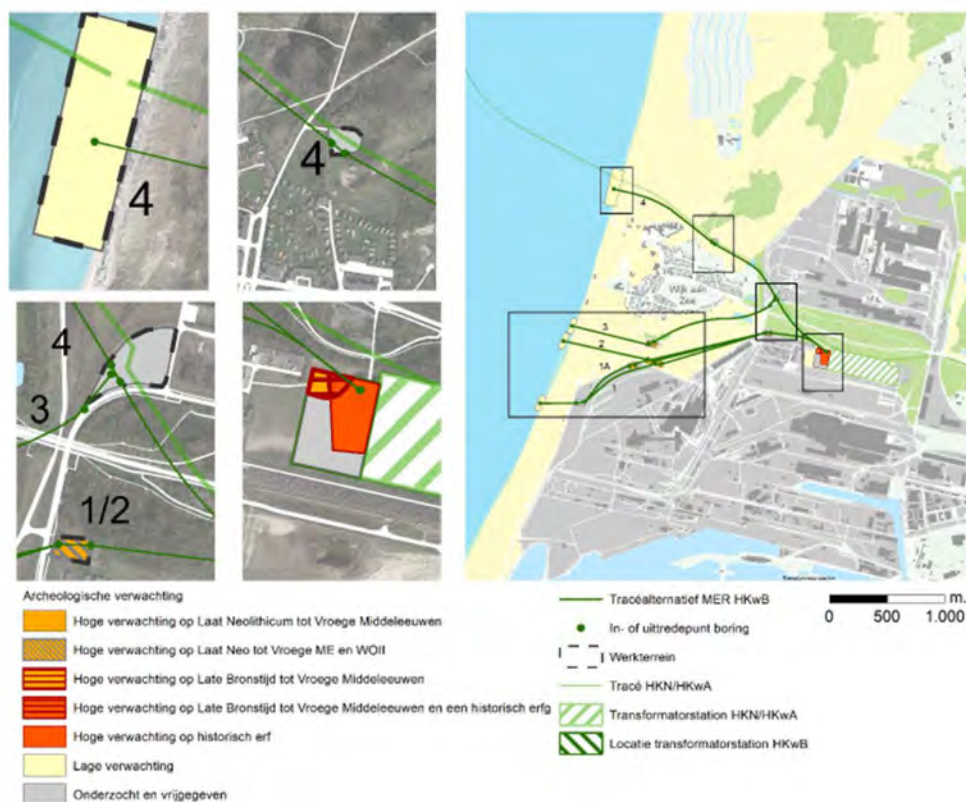 4
4
4
3
1/2
4
Wijk aan
Zee
3
2
1A
1
Archeologische verwachting
Hoge verwachting op Laat Neolithicum tot Vroege Middeleeuwen
Hoge verwachting op Laat Neo tot Vroege ME en WOII
Hoge verwachting op Late Bronstijd tot Vroege Middeleeuwen
Hoge verwachting op Late Bronstijd tot Vroege Middeleeuwen en een historisch erfg
Hoge verwachting op historisch erf
Lage verwachting
Onderzocht en vrijgegeven
Tracéalternatief MER HKwB
In- of uittredepunt boring
Werkterrein
Tracé HKN/HKwA
Transformatorstation HKN/HKwA
Locatie transformatorstation HKwB
m.
0 500 1.000